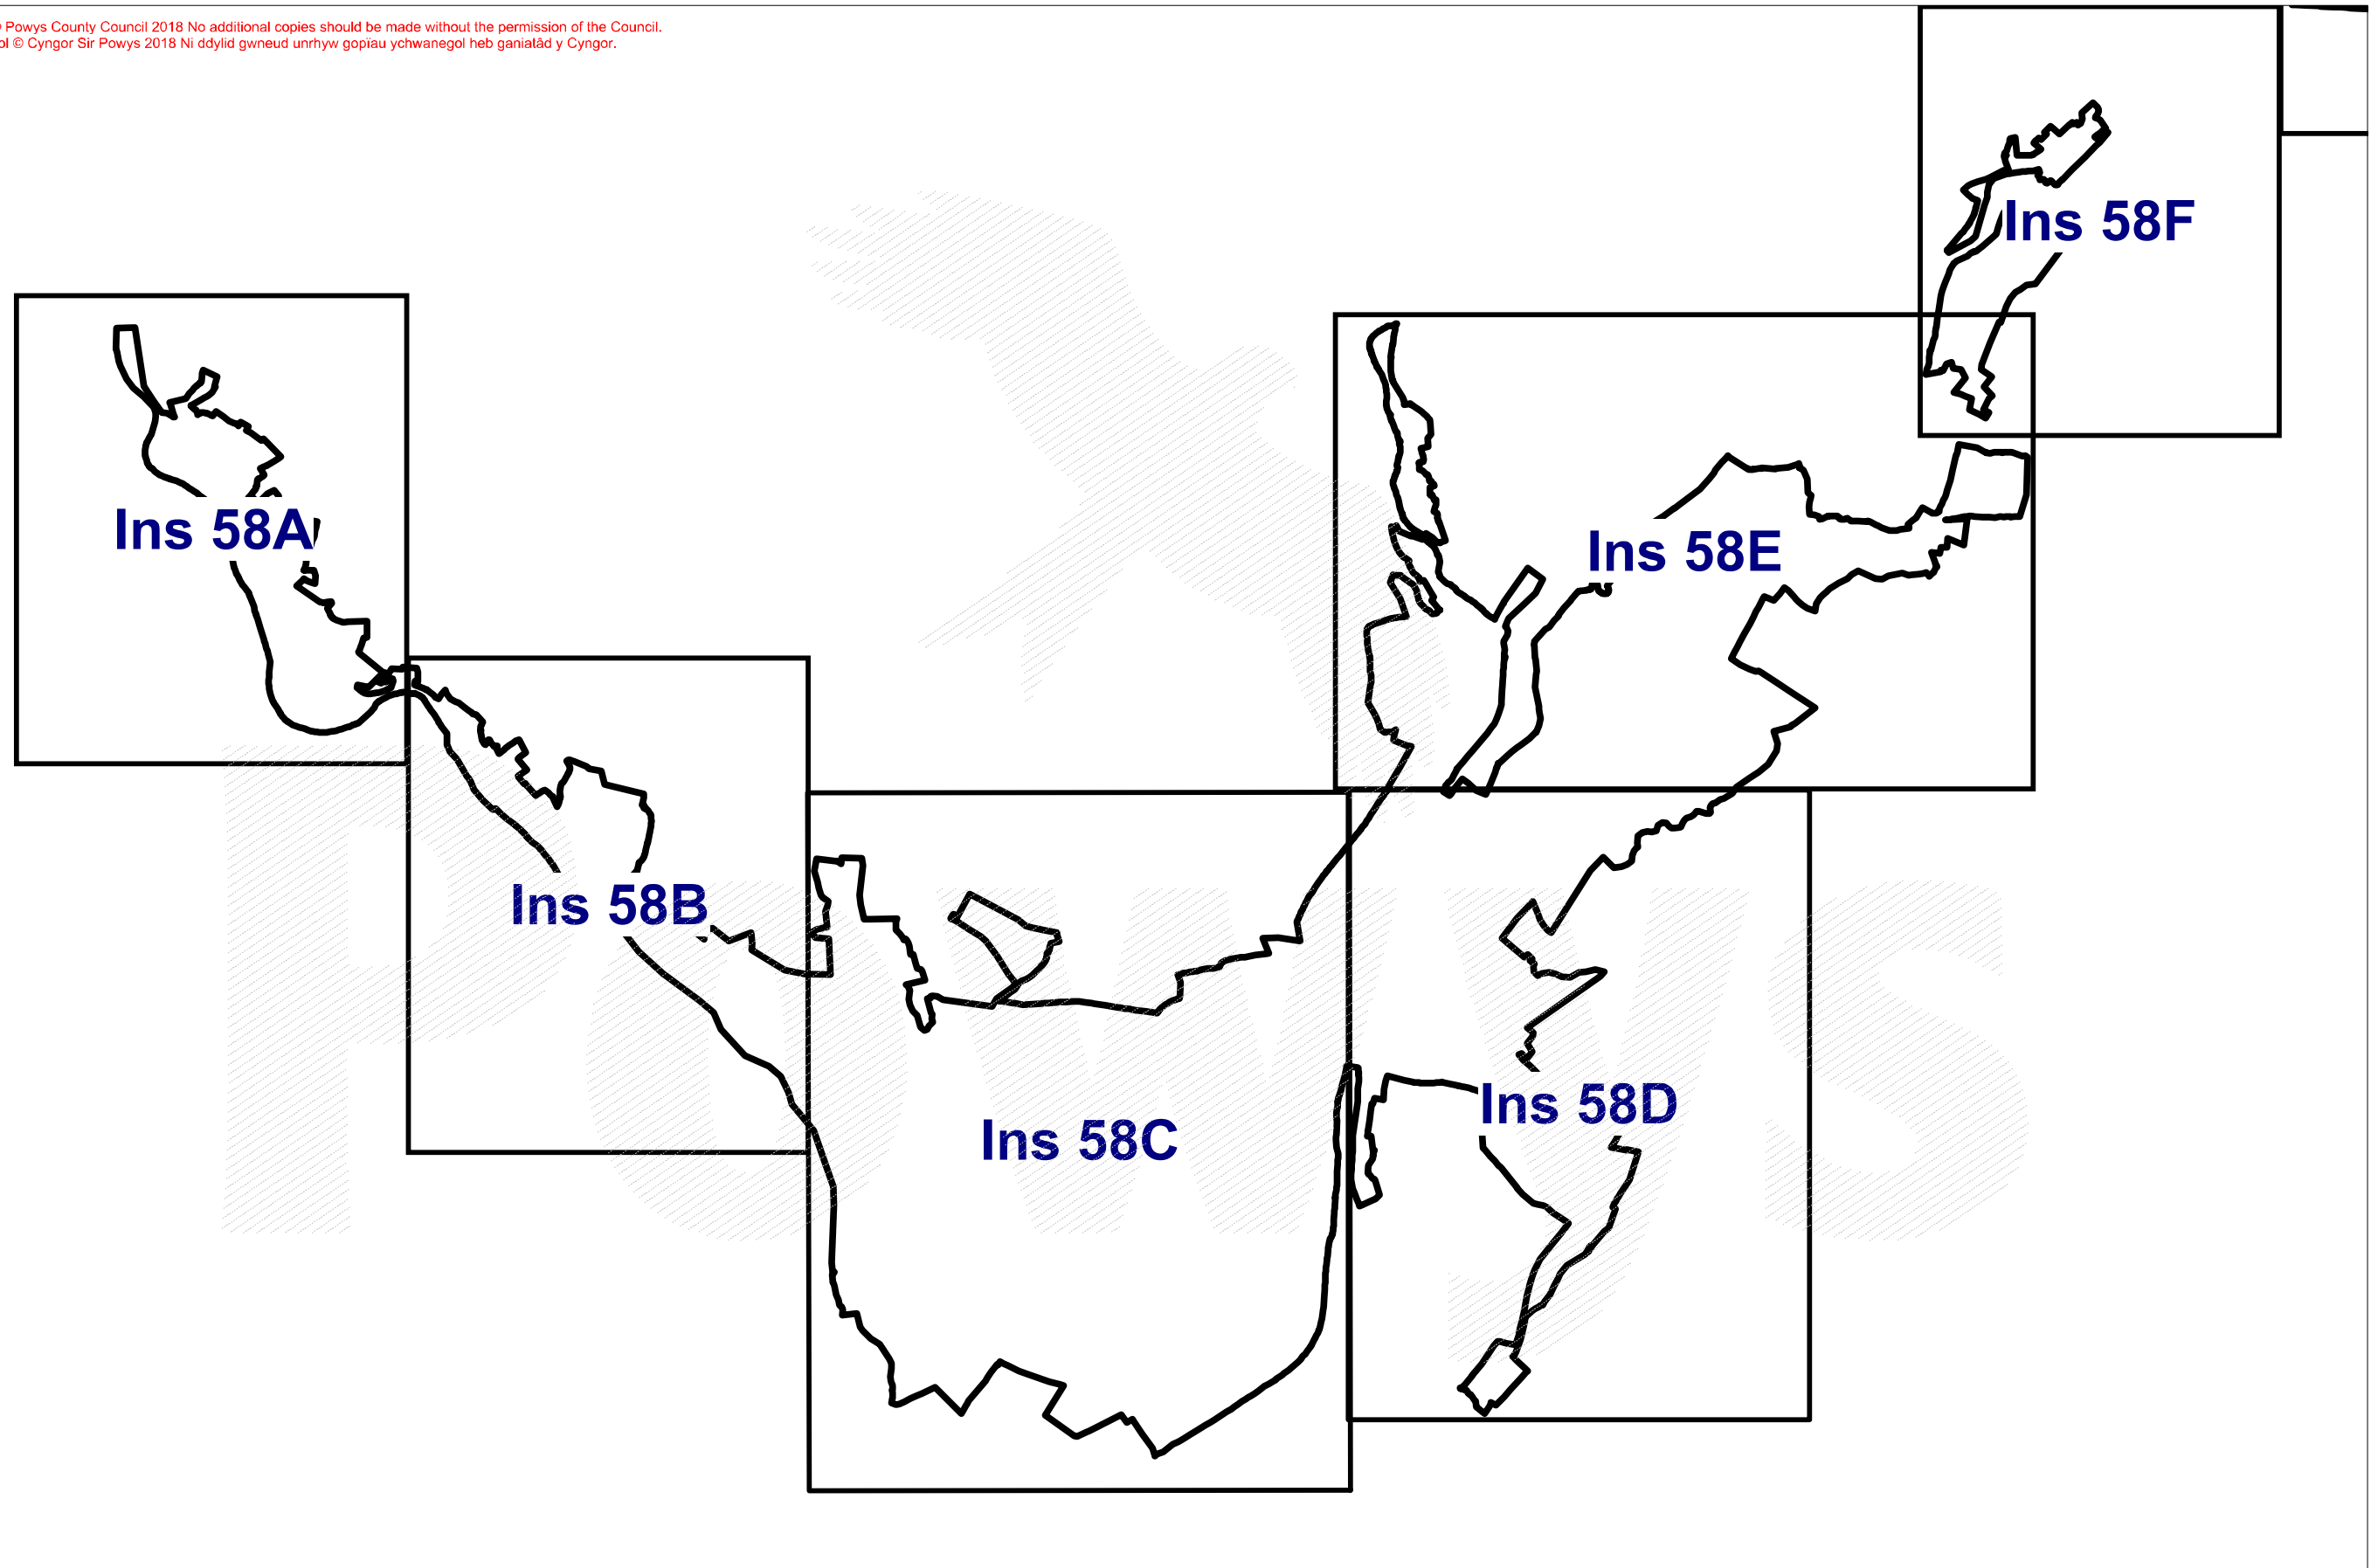 Powys County Council 2018 No additional copies should be made without the permission of the Council.
© Cyngor Sir Powys 2018 Ni ddylid gwneud unrhyw gopïau ychwanegol heb ganiatâd y Cyngor.
Ins 58F
Ins 58A
Ins 58E
Ins 58B
Ins 58D
Ins 58C
Powys